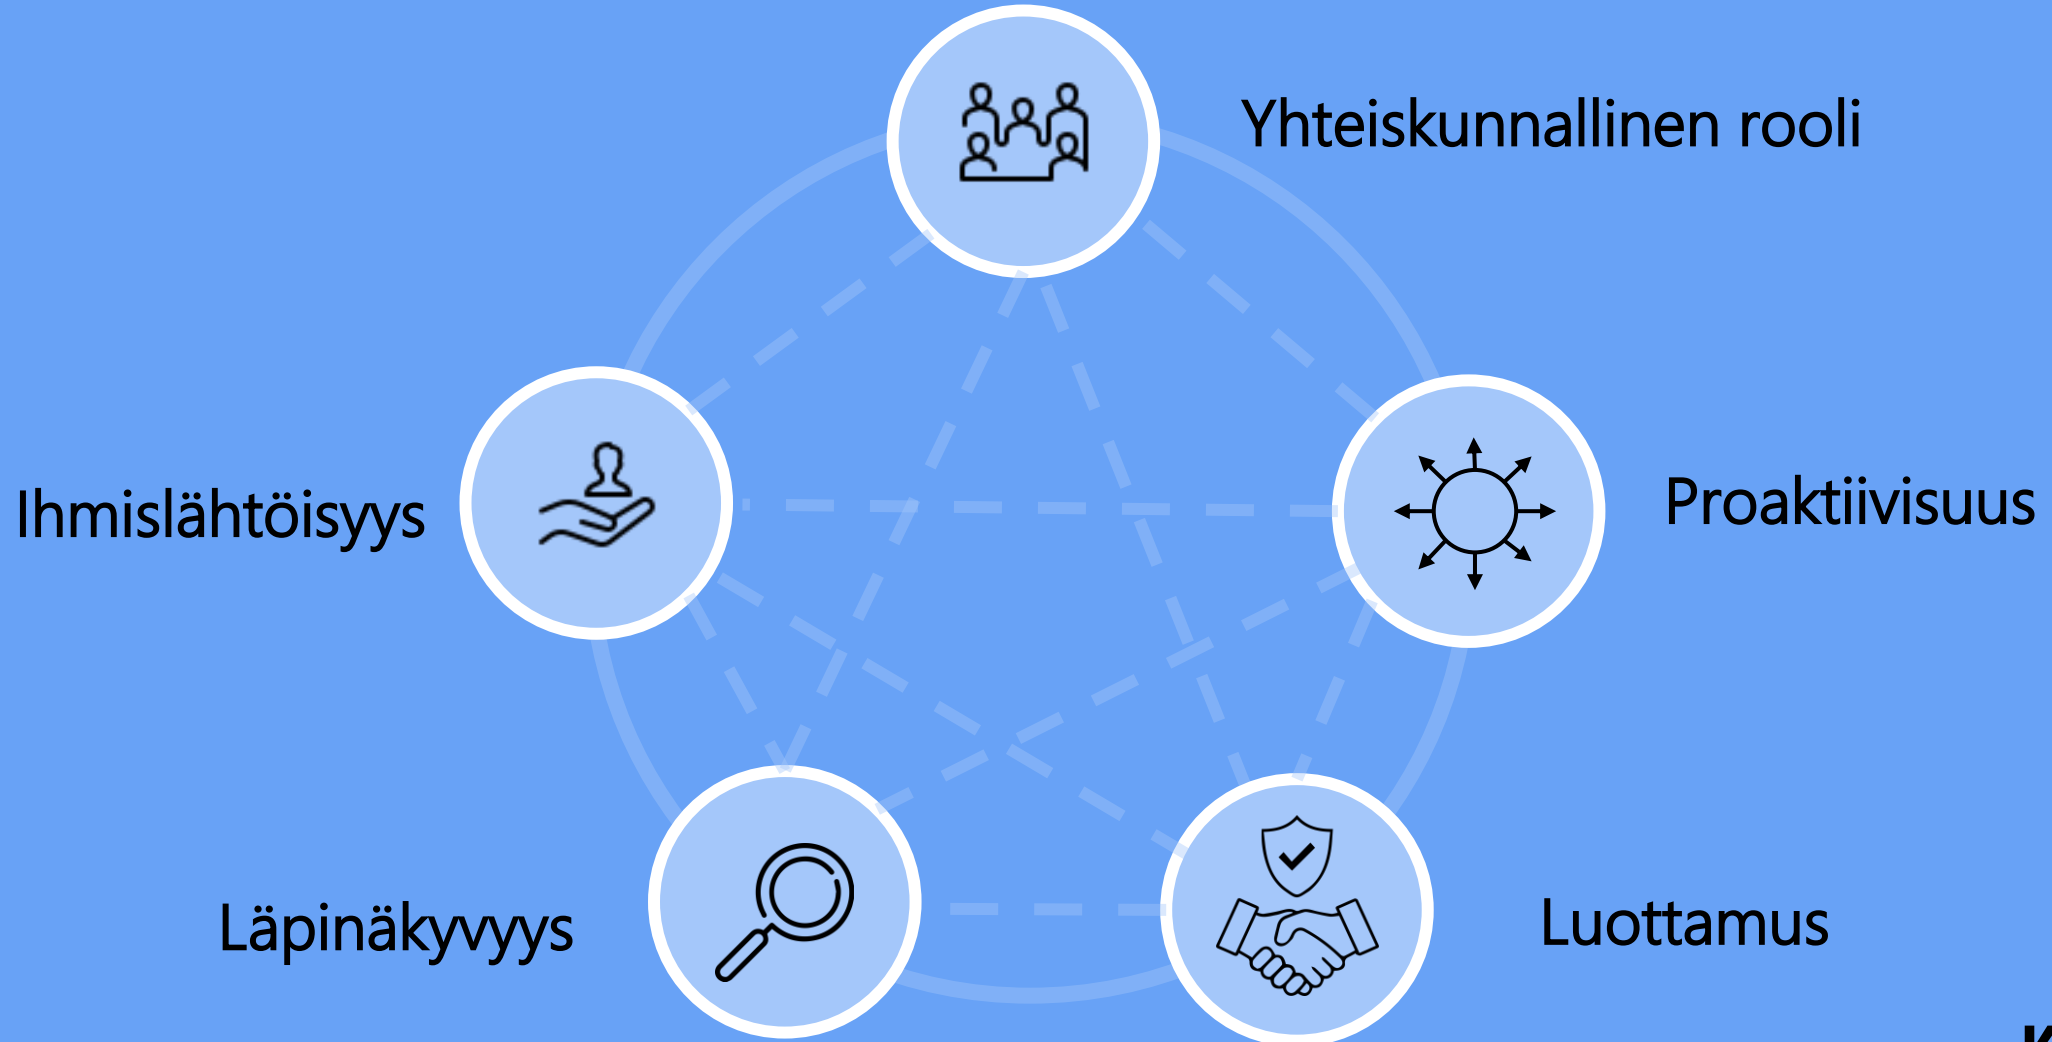 Yhteiskunnallinen rooli
Proaktiivisuus
Ihmislähtöisyys
Läpinäkyvyys
Luottamus